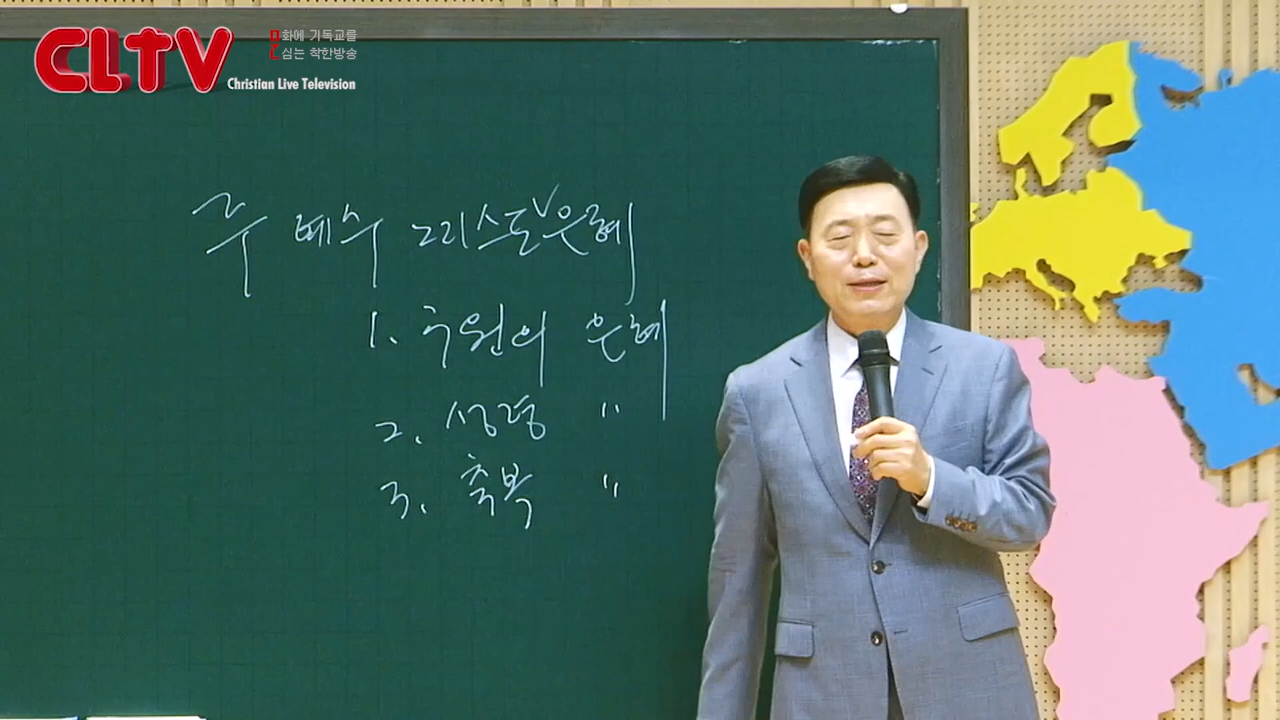 CLTV
문화에 기독교를
심는 착한방송
Christian Live Television
주 예수 그리스도 은혜
1. 구원의 은혜
2. 성령 〃
3. 축복 〃